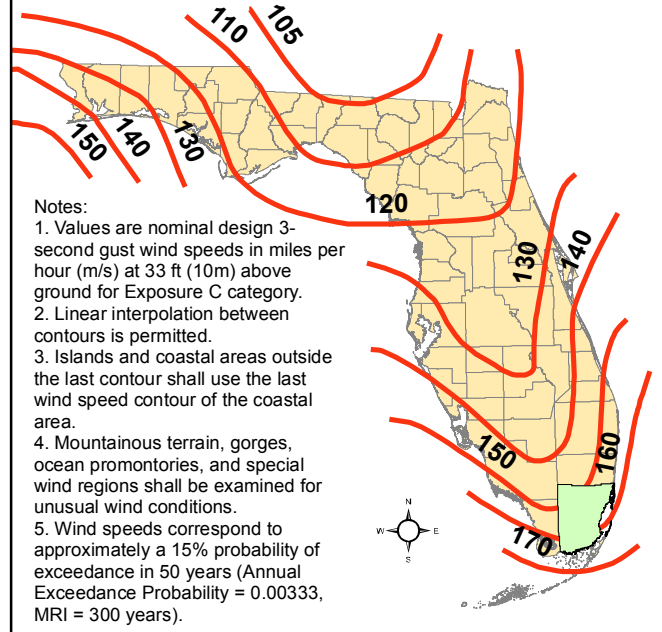 105
110
150
140
130
120
130
140
Notes:
1. Values are nominal design 3-
second gust wind speeds in miles per
hour (m/s) at 33 ft (10m) above
ground for Exposure C category.
2. Linear interpolation between
contours is permitted.
3. Islands and coastal areas outside
the last contour shall use the last
wind speed contour of the coastal
area.
4. Mountainous terrain, gorges,
ocean promontories, and special
wind regions shall be examined for
unusual wind conditions.
5. Wind speeds correspond to
approximately a 15% probability of
exceedance in 50 years (Annual
Exceedance Probability = 0.00333,
MRI = 300 years).
150
160
170
N
W E
S